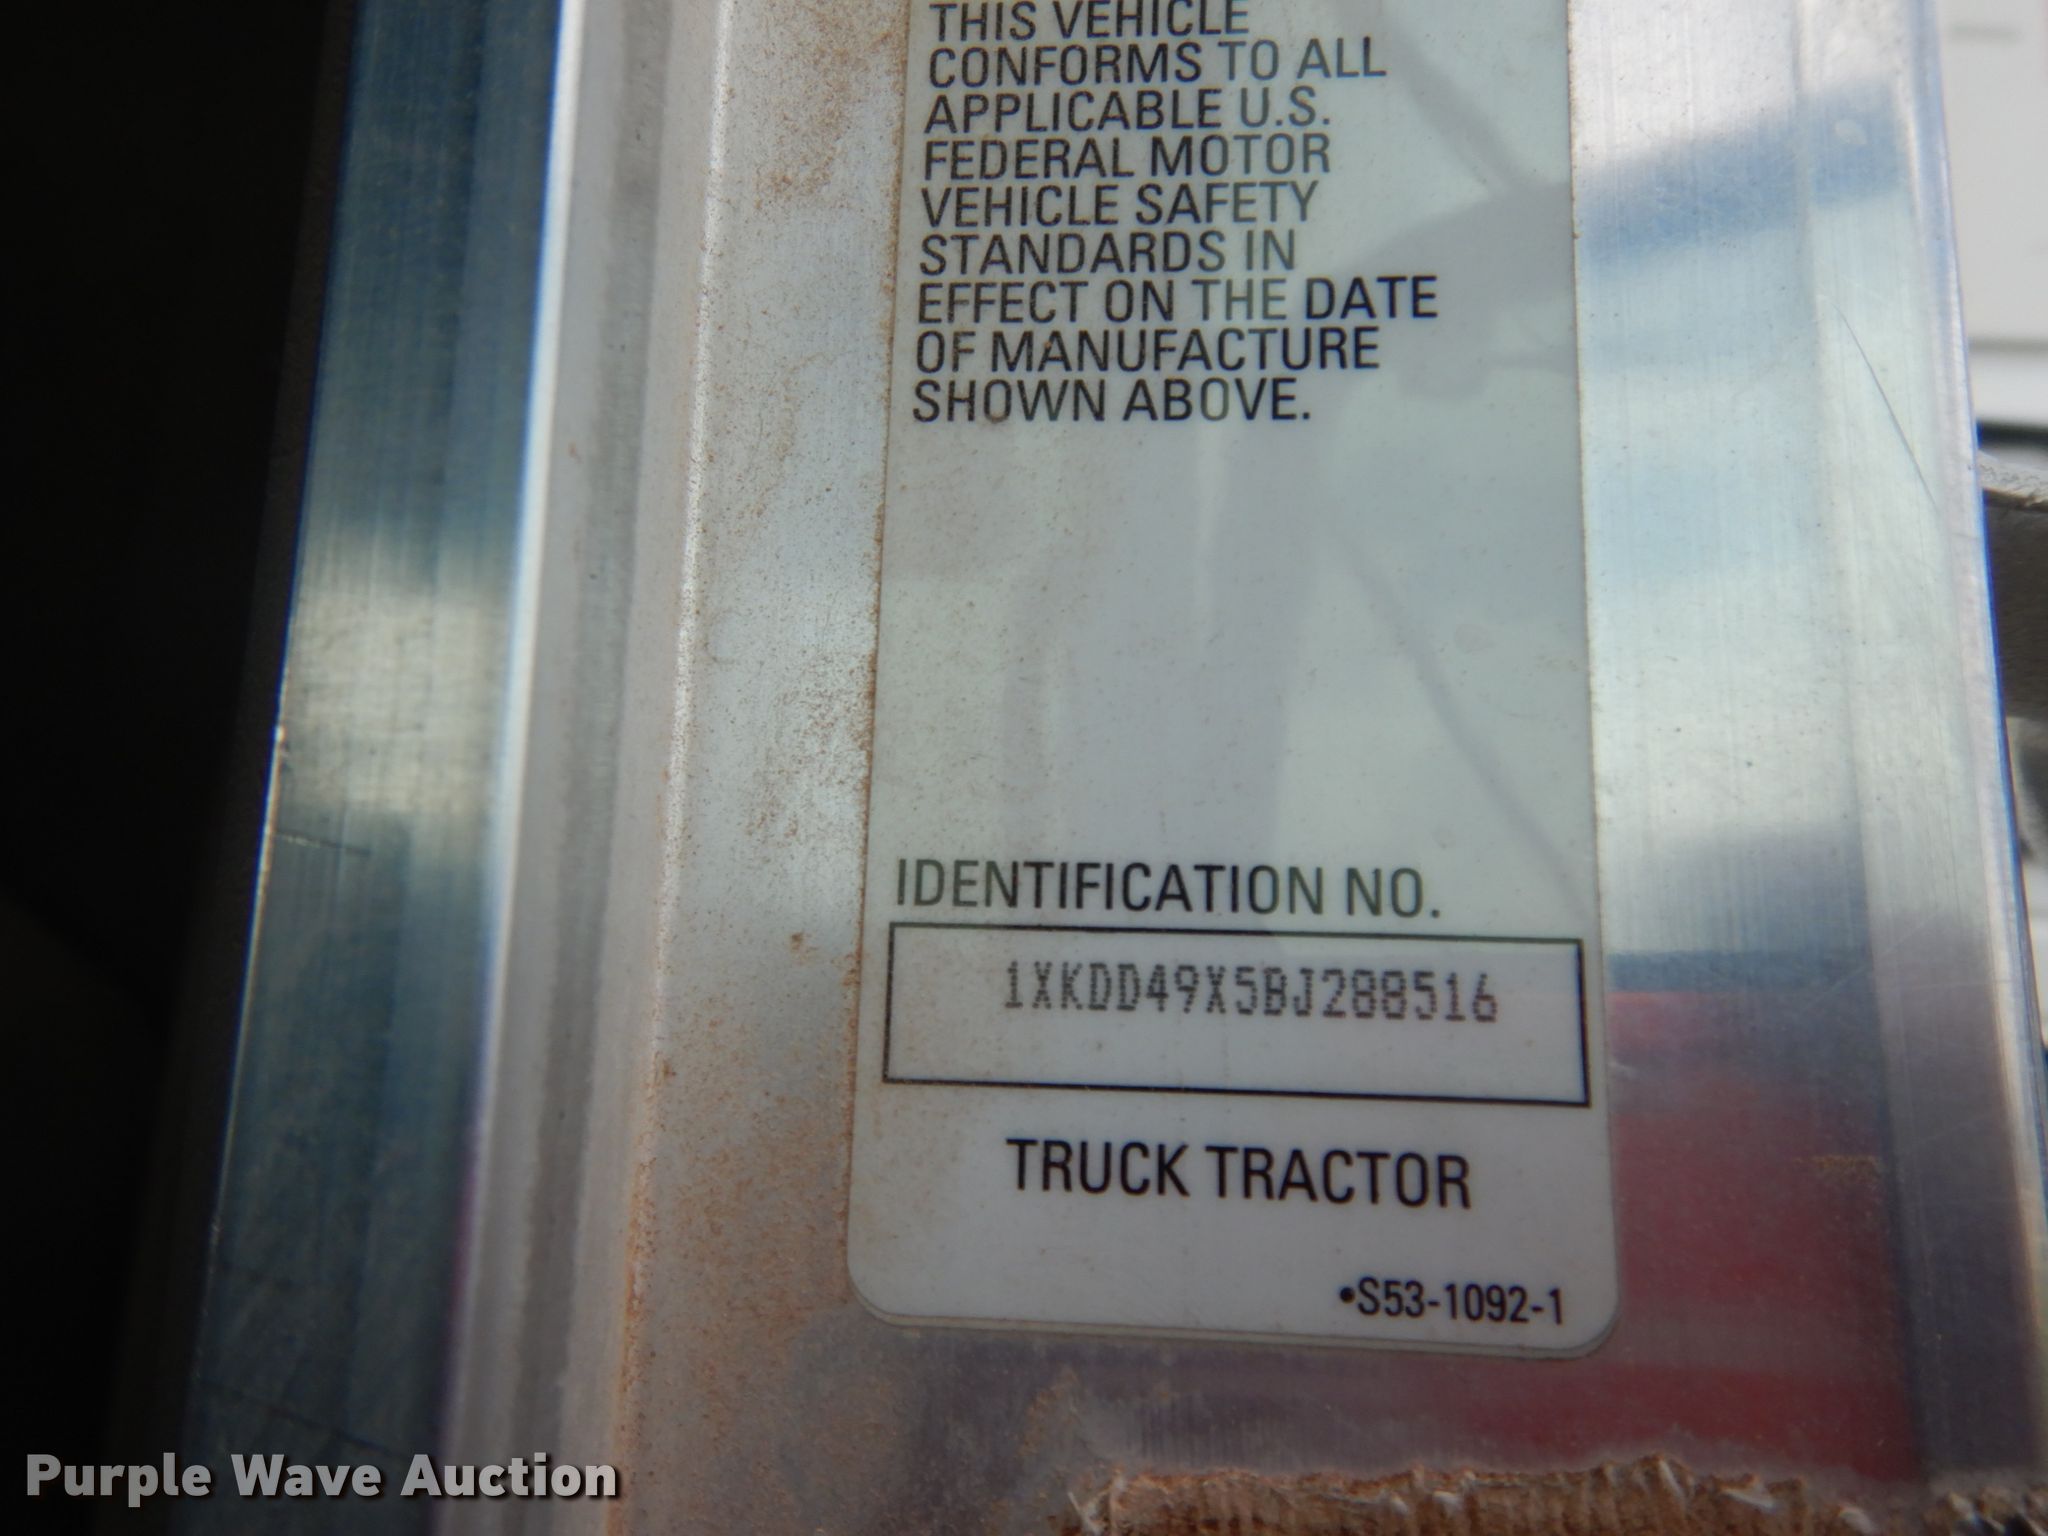 THIS VEHICLE
CONFORMS TO ALL
APPLICABLE U.S.
FEDERAL MOTOR
VEHICLE SAFETY
STANDARDS IN
EFFECT ON THE DATE
OF MANUFACTURE
SHOWN ABOVE.
IDENTIFICATION NO.
1XKDD49X5BJ288516
TRUCK TRACTOR
•S53-1092-1
Purple Wave Auction